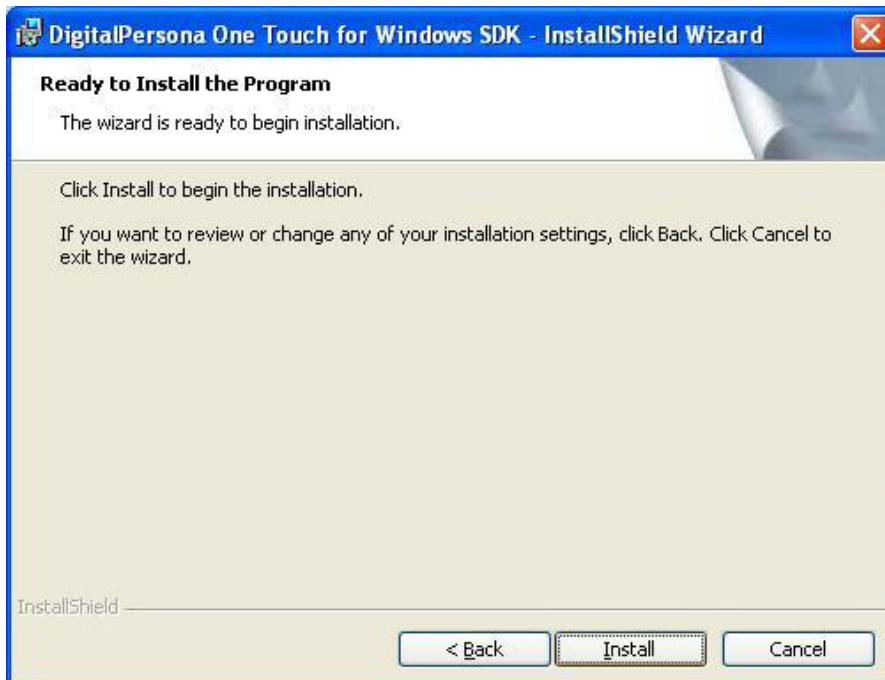 DigitalPersona One Touch for Windows SDK - InstallShield Wizard
Ready to Install the Program
The wizard is ready to begin installation.
Click Install to begin the installation.
If you want to review or change any of your installation settings, click Back. Click Cancel to
exit the wizard.
InstallShield
< Back
Install
Cancel